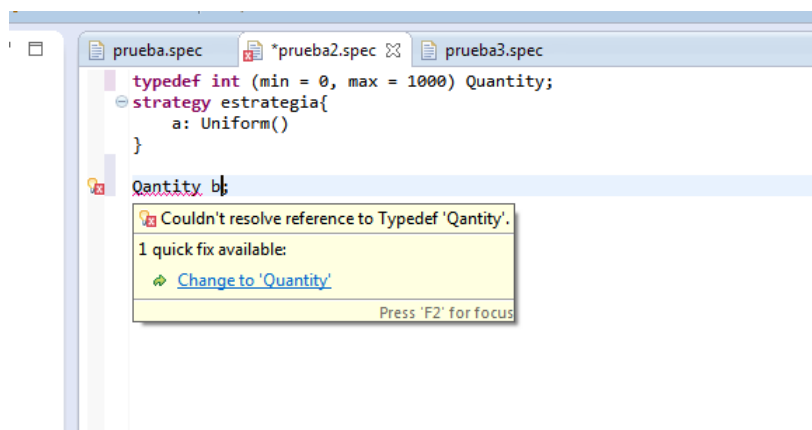 prueba.spec *prueba2.spec prueba3.spec
typedef int (min = 0, max = 1000) Quantity;
strategy estrategia{
a: Uniform()
}
Qantity b;
Couldn't resolve reference to Typedef 'Qantity'.
1 quick fix available:
Change to 'Quantity'
Press 'F2' for focus